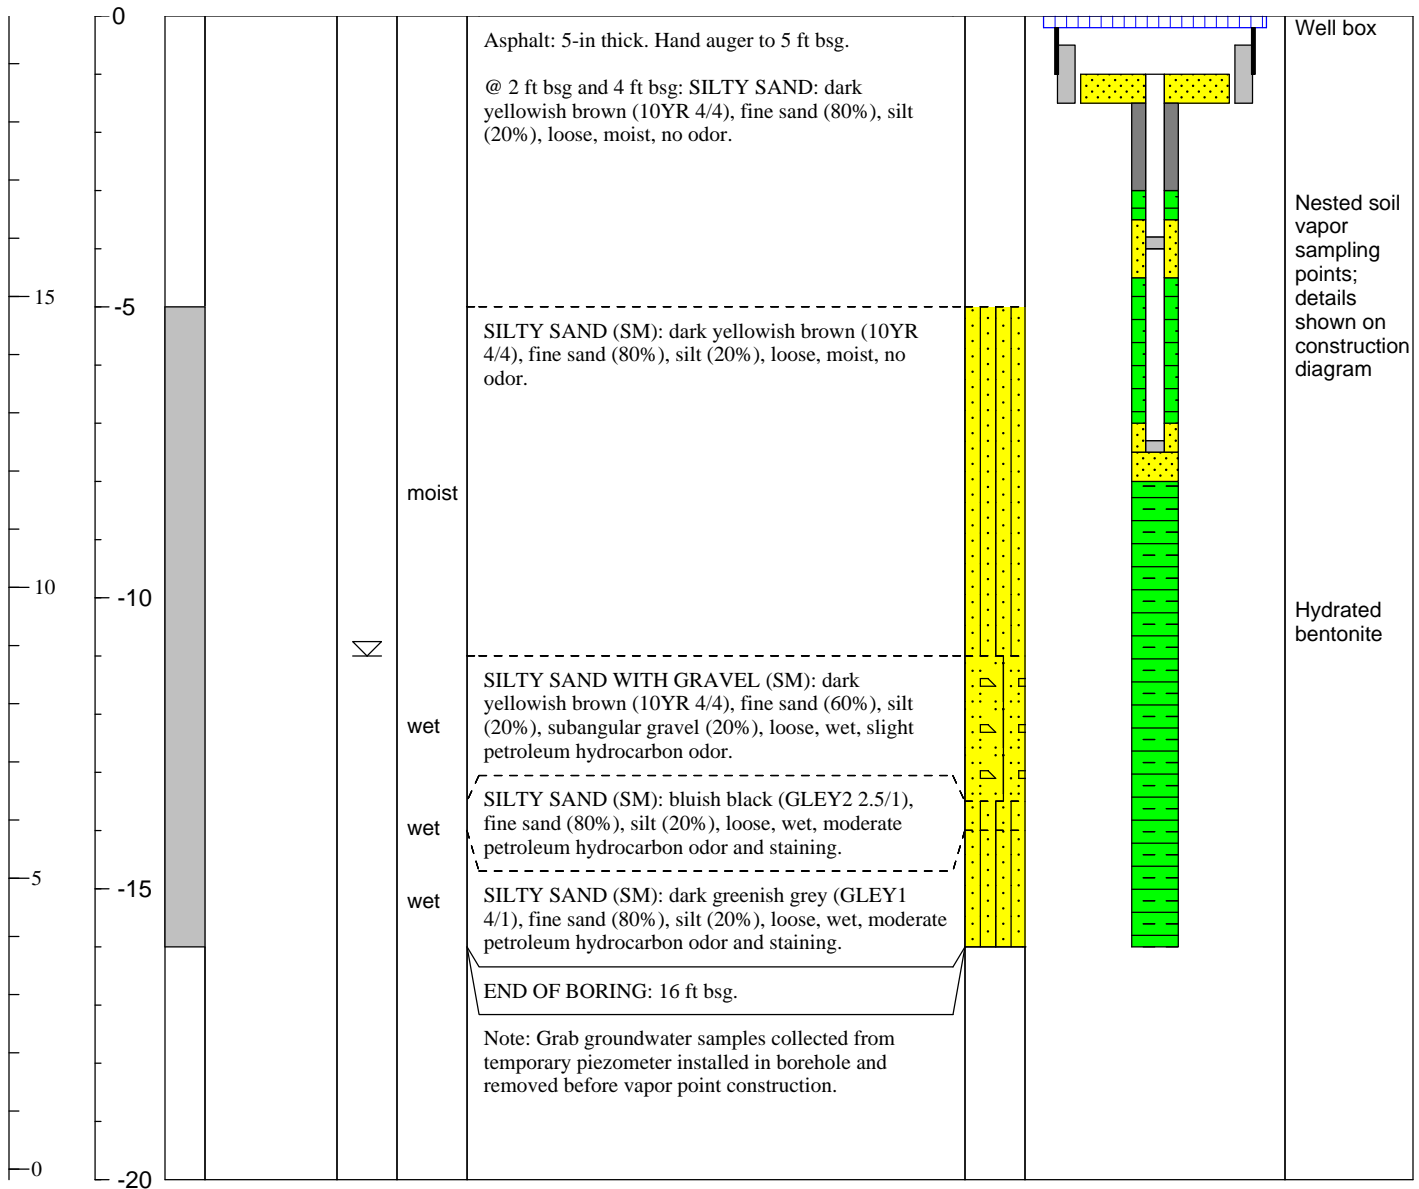 0
Asphalt: 5-in thick. Hand auger to 5 ft bsg.
@ 2 ft bsg and 4 ft bsg: SILTY SAND: dark
yellowish brown (10YR 4/4), fine sand (80%), silt
(20%), loose, moist, no odor.
Well box
Nested soil
vapor
sampling
points;
details
shown on
construction
diagram
15
-5
SILTY SAND (SM): dark yellowish brown (10YR
4/4), fine sand (80%), silt (20%), loose, moist, no
odor.
moist
10
-10
Hydrated
bentonite
SILTY SAND WITH GRAVEL (SM): dark
yellowish brown (10YR 4/4), fine sand (60%), silt
(20%), subangular gravel (20%), loose, wet, slight
petroleum hydrocarbon odor.
wet
SILTY SAND (SM): bluish black (GLEY2 2.5/1),
fine sand (80%), silt (20%), loose, wet, moderate
petroleum hydrocarbon odor and staining.
wet
5
-15
wet
SILTY SAND (SM): dark greenish grey (GLEY1
4/1), fine sand (80%), silt (20%), loose, wet, moderate
petroleum hydrocarbon odor and staining.
END OF BORING: 16 ft bsg.
Note: Grab groundwater samples collected from
temporary piezometer installed in borehole and
removed before vapor point construction.
0
-20